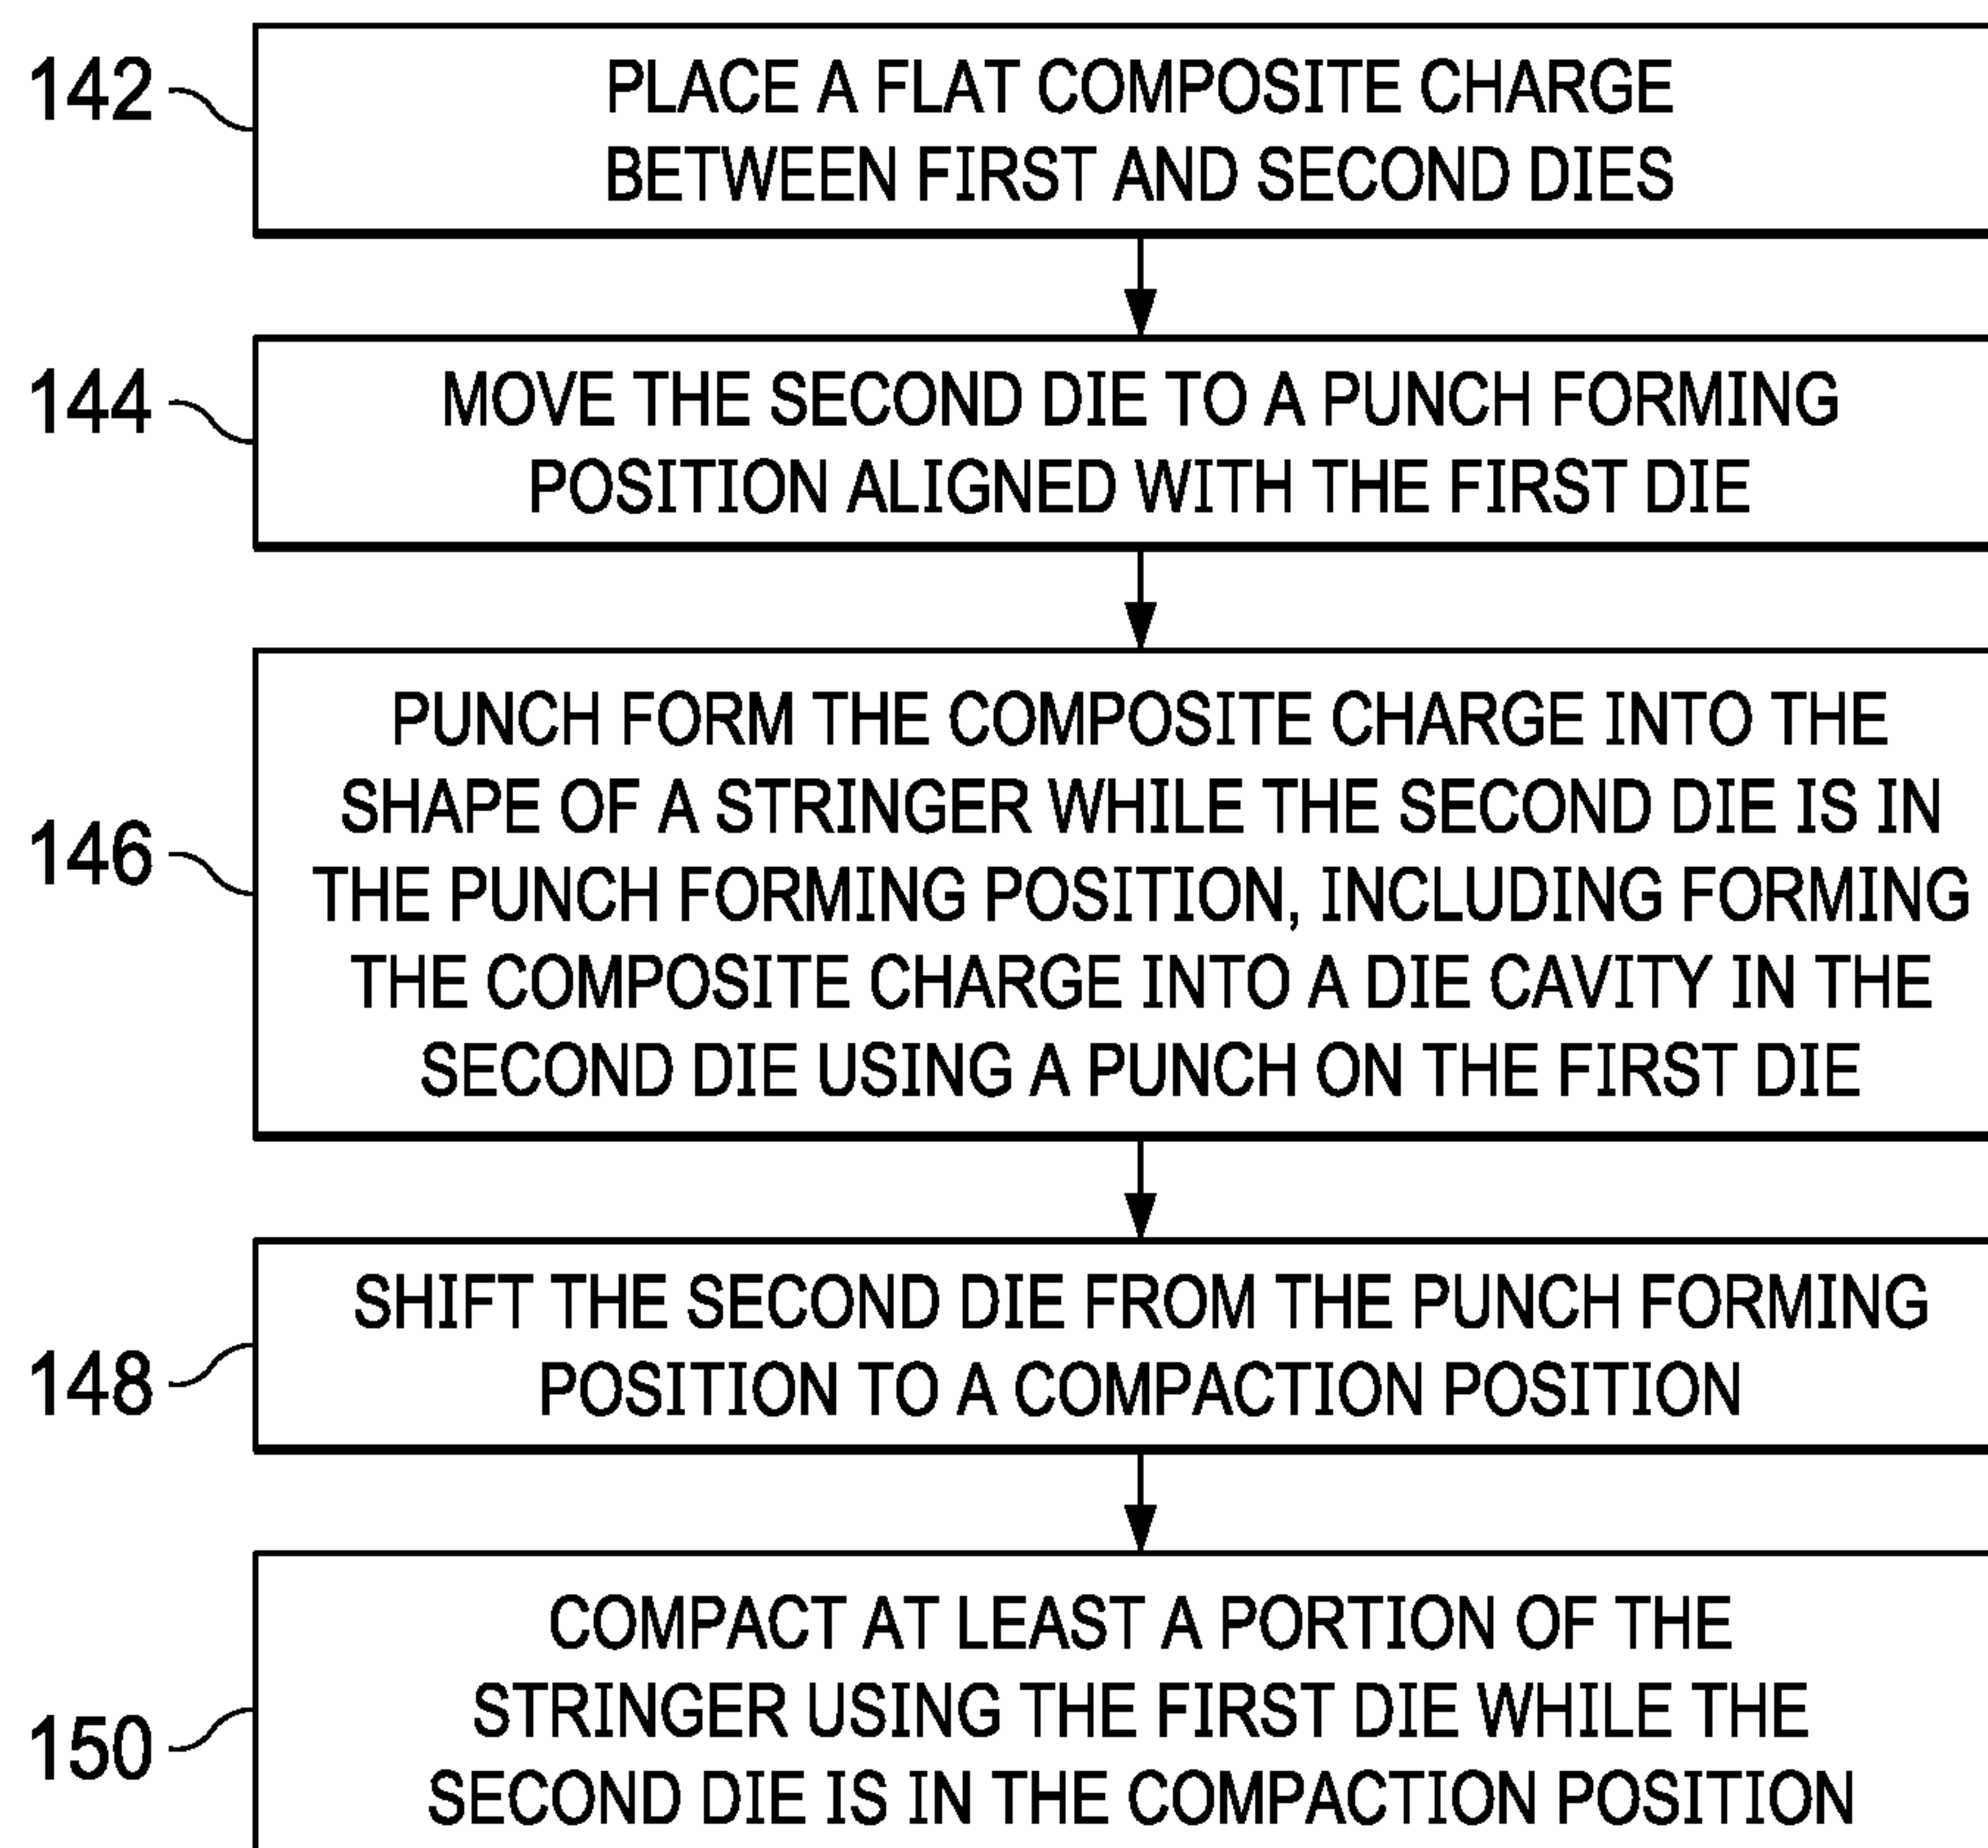 142
PLACE A FLAT COMPOSITE CHARGE
BETWEEN FIRST AND SECOND DIES
144
MOVE THE SECOND DIE TO A PUNCH FORMING
POSITION ALIGNED WITH THE FIRST DIE
146
PUNCH FORM THE COMPOSITE CHARGE INTO THE
SHAPE OF A STRINGER WHILE THE SECOND DIE IS IN
THE PUNCH FORMING POSITION, INCLUDING FORMING
THE COMPOSITE CHARGE INTO A DIE CAVITY IN THE
SECOND DIE USING A PUNCH ON THE FIRST DIE
148
SHIFT THE SECOND DIE FROM THE PUNCH FORMING
POSITION TO A COMPACTION POSITION
150
COMPACT AT LEAST A PORTION OF THE
STRINGER USING THE FIRST DIE WHILE THE
SECOND DIE IS IN THE COMPACTION POSITION